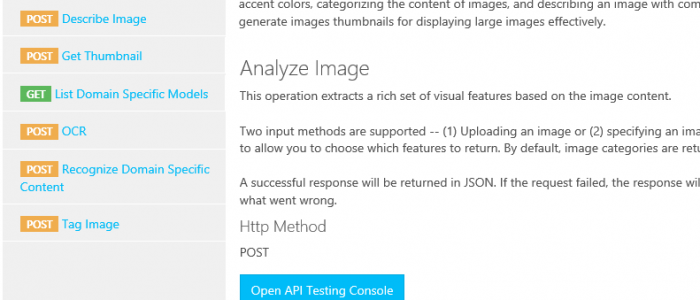 POST Describe Image
POST Get Thumbnail
GET List Domain Specific Models
POST OCR
POST Recognize Domain Specific
Content
POST Tag Image
accent colors, categorizing the content of images, and describing an image with com
generate images thumbnails for displaying large images effectively.
Analyze Image
This operation extracts a rich set of visual features based on the image content.
Two input methods are supported -- (1) Uploading an image or (2) specifying an ima
to allow you to choose which features to return. By default, image categories are retu
A successful response will be returned in JSON. If the request failed, the response wil
what went wrong.
Http Method
POST
Open API Testing Console